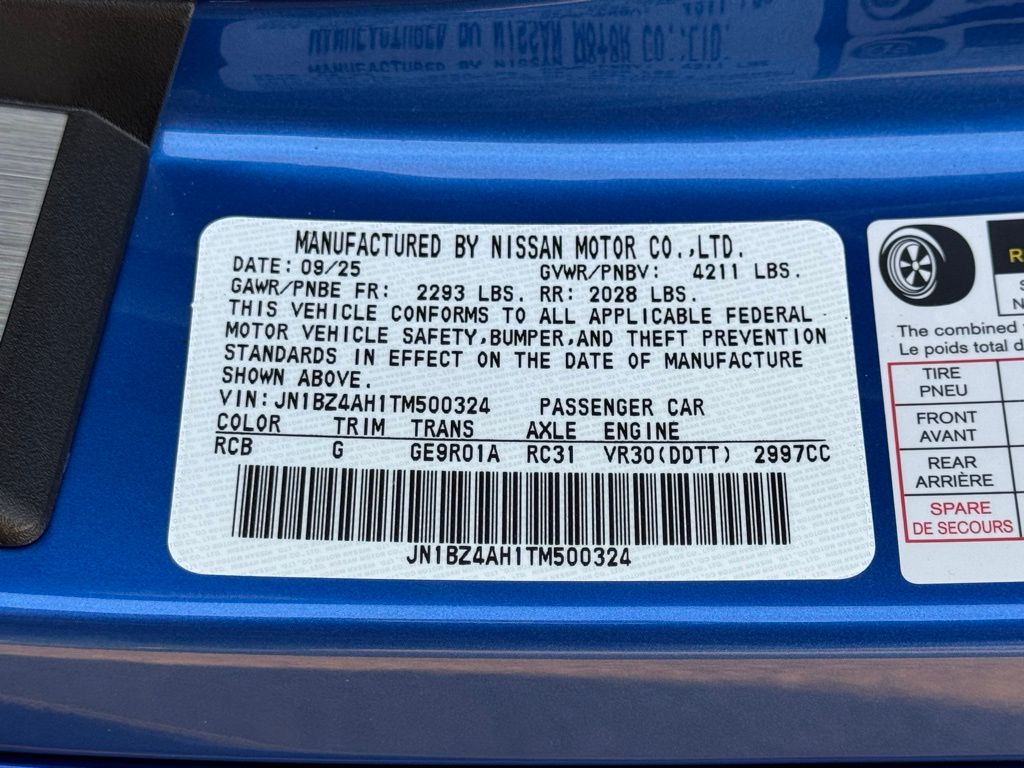 MANUFACTURED BY NISSAN MOTOR CO.,LTD.
DATE: 09/25 GVWR/PNBV: 4211 LBS.
GAWR/PNBE FR: 2293 LBS. RR: 2028 LBS.
THIS VEHICLE CONFORMS TO ALL APPLICABLE FEDERAL
MOTOR VEHICLE SAFETY,BUMPER,AND THEFT PREVENTION
STANDARDS IN EFFECT ON THE DATE OF MANUFACTURE
SHOWN ABOVE.
VIN:JN1BZ4AH1TM500324 PASSENGER CAR
COLOR TRIM TRANS AXLE ENGINE
RCB G GE9R01A RC31 VR30(DDTT) 2997CC
JN1BZ4AH1TM500324
The combined
Le poids total
TIRE
PNEU
FRONT
AVANT
REAR
ARRIÈRE
SPARE
DE SECOURS